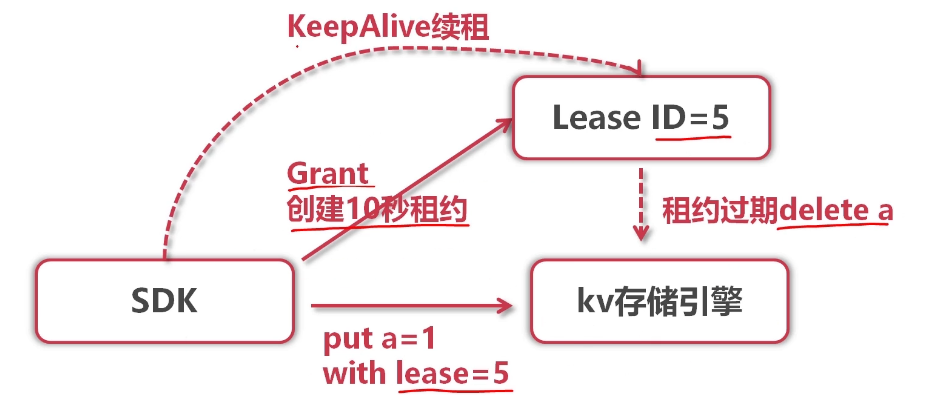 KeepAlive续租
Lease ID=5
Grant
创建10秒租约
租约过期delete a
SDK
kv存储引擎
put a=1
with lease=5